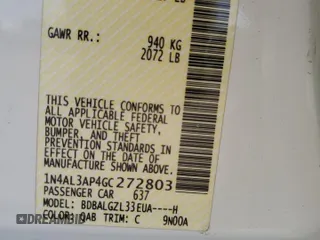 GAWR RR.: 940 KG
2072 LB
THIS VEHICLE CONFORMS TO
ALL APPLICABLE FEDERAL
MOTOR VEHICLE SAFETY,
BUMPER, AND THEFT
PREVENTION STANDARDS IN
EFFECT ON THE DATE OF
MANUFACTURE SHOWN ABOVE.
1N4AL3AP4GC272803
PASSENGER CAR 637
MODEL: BDBALGZL33EUA----H
COLOR: QAB TRIM: C 9N00A
DREAMBID